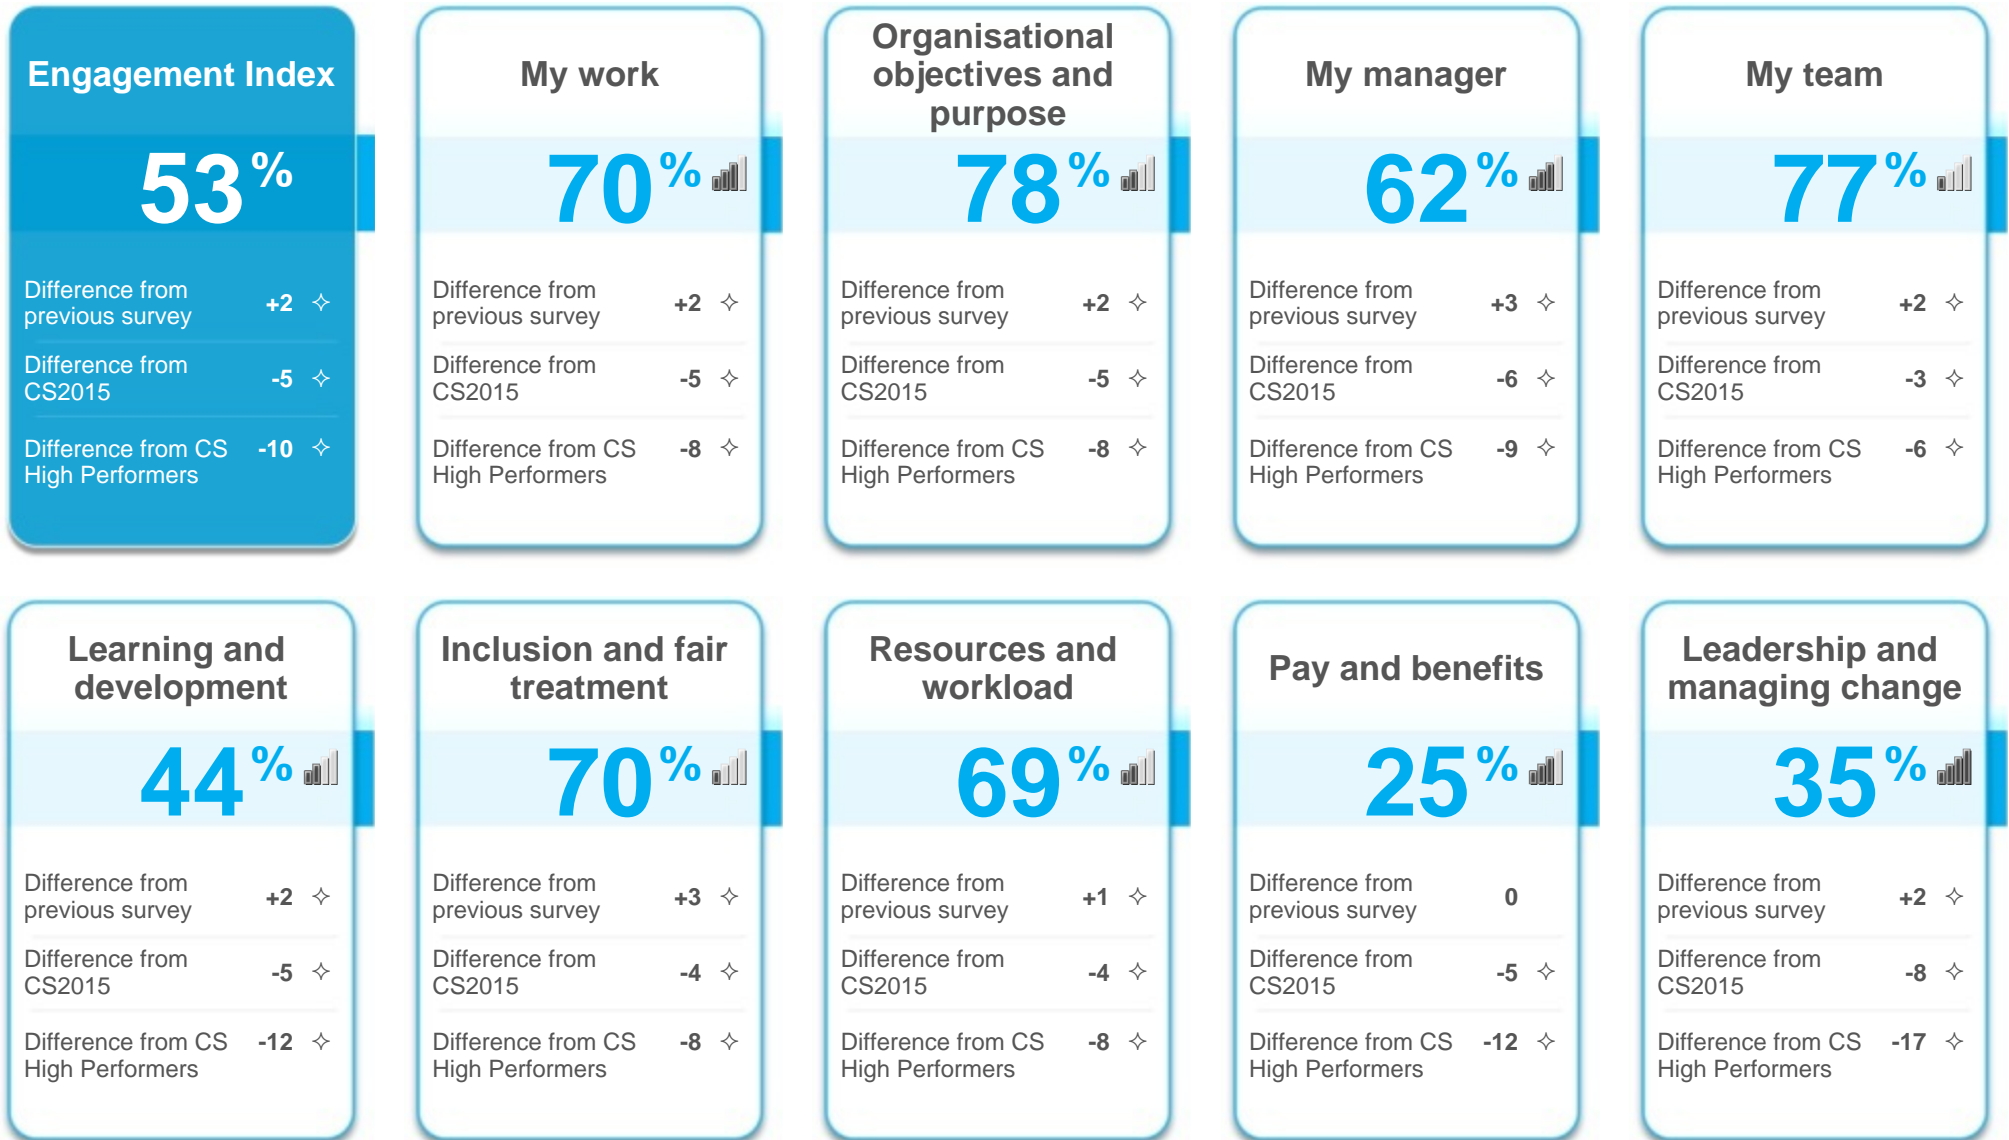 Engagement Index
53%
Difference from
previous survey +2 ✧
Difference from
CS2015 -5 ✧
Difference from CS
High Performers -10 ✧
My work
70%
Difference from
previous survey +2 ✧
Difference from
CS2015 -5 ✧
Difference from CS
High Performers -8 ✧
Organisational
objectives and
purpose
78%
Difference from
previous survey +2 ✧
Difference from
CS2015 -5 ✧
Difference from CS
High Performers -8 ✧
My manager
62%
Difference from
previous survey +3 ✧
Difference from
CS2015 -6 ✧
Difference from CS
High Performers -9 ✧
My team
77%
Difference from
previous survey +2 ✧
Difference from
CS2015 -3 ✧
Difference from CS
High Performers -6 ✧
Learning and
development
44%
Difference from
previous survey +2 ✧
Difference from
CS2015 -5 ✧
Difference from CS
High Performers -12 ✧
Inclusion and fair
treatment
70%
Difference from
previous survey +3 ✧
Difference from
CS2015 -4 ✧
Difference from CS
High Performers -8 ✧
Resources and
workload
69%
Difference from
previous survey +1 ✧
Difference from
CS2015 -4 ✧
Difference from CS
High Performers -8 ✧
Pay and benefits
25%
Difference from
previous survey 0
Difference from
CS2015 -5 ✧
Difference from CS
High Performers -12 ✧
Leadership and
managing change
35%
Difference from
previous survey +2 ✧
Difference from
CS2015 -8 ✧
Difference from CS
High Performers -17 ✧